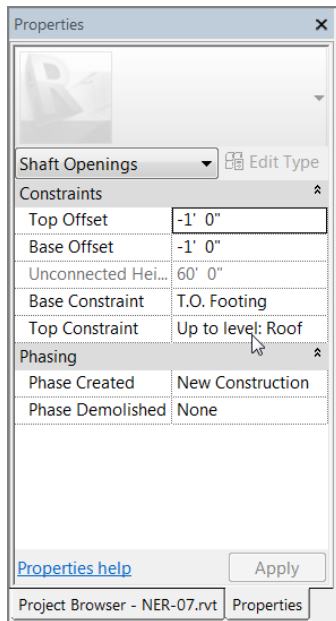 Properties
Shaft Openings Edit Type
Constraints
Top Offset -1' 0"
Base Offset -1' 0"
Unconnected Hei... 60' 0"
Base Constraint T.O. Footing
Top Constraint Up to level: Roof
Phasing
Phase Created New Construction
Phase Demolished None
Properties help Apply
Project Browser - NER-07.rvt Properties